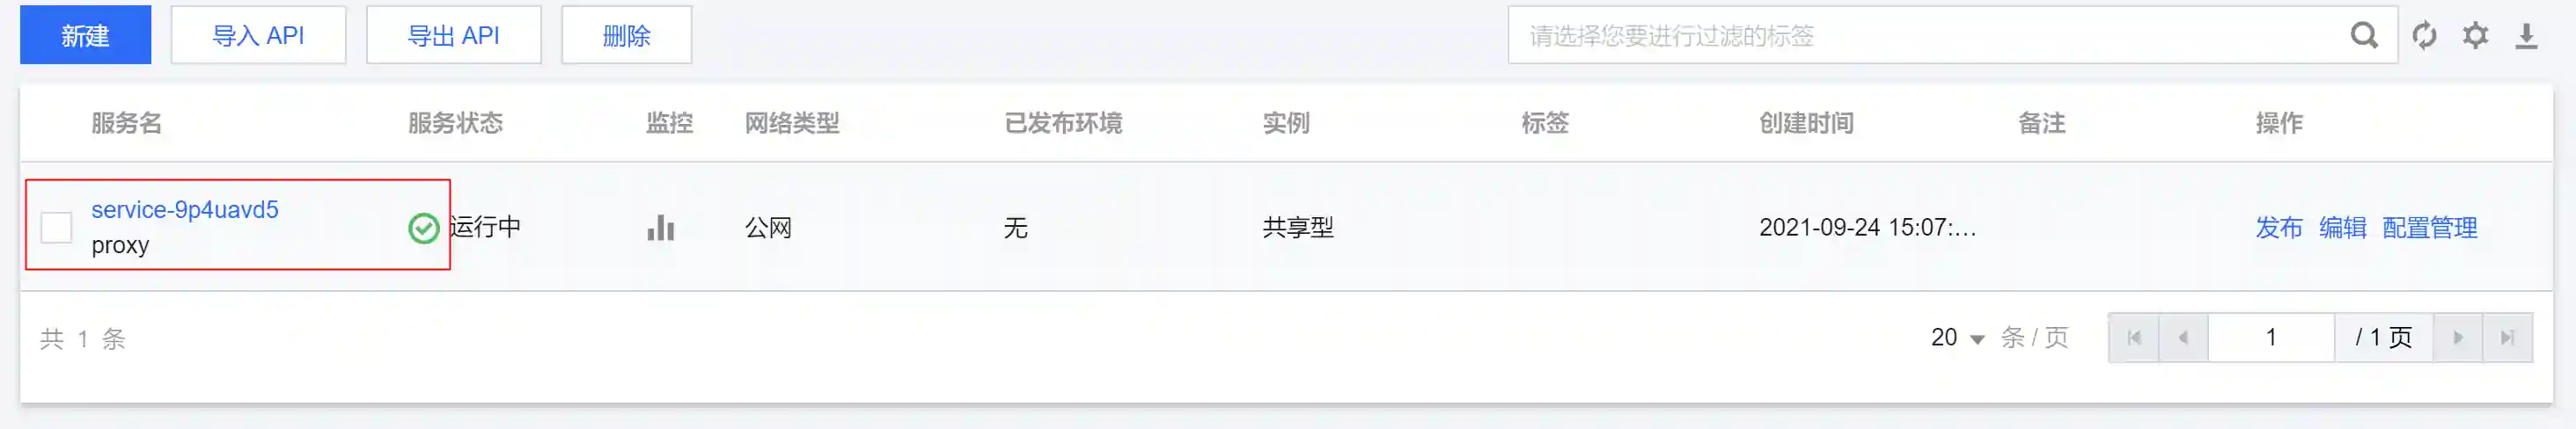 新建 导入 API 导出 API 删除 请选择您要进行过滤的标签
服务名 服务状态 监控 网络类型 已发布环境 实例 标签 创建时间 备注 操作
service-9p4uavd5
proxy
运行中 公网 无 共享型 2021-09-24 15:07:... 发布 编辑 配置管理
共 1 条 20 条 / 页 1 / 1 页